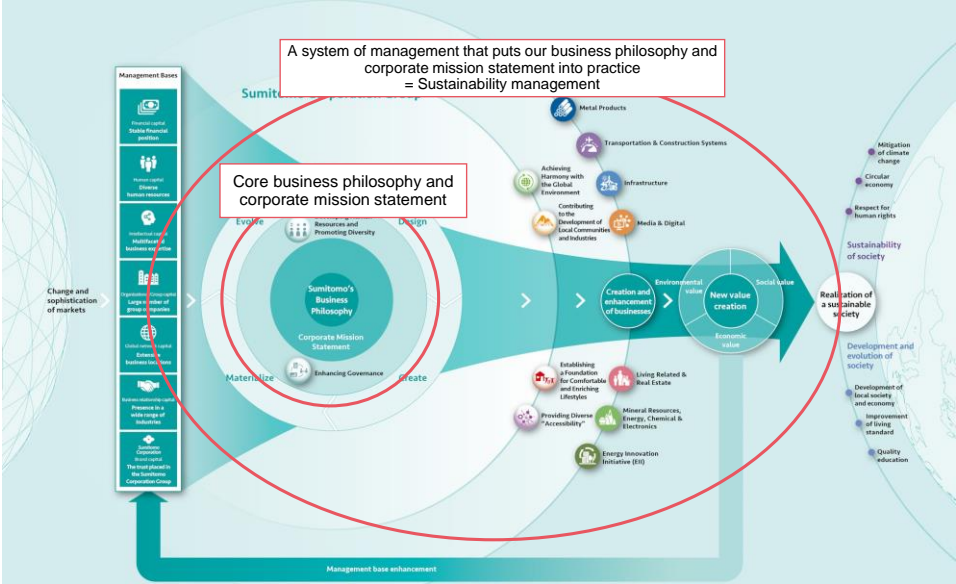 A system of management that puts our business philosophy and
corporate mission statement into practice
= Sustainability management
Management Bases
Financial capital
Stable financial
position
Human capital
Diverse
human resources
Intellectual capital
Multifaceted
business expertise
Large number of
group companies
Global network capital
Extensive
business locations
Business relationship capital
Presence in
a wide range of
industries
Sumitomo
Corporation
Brand capital
The trust placed in
the Sumitomo
Corporation Group
Change and
sophistication
of markets
Core business philosophy and
corporate mission statement
Evolve
Design
Resources and
Promoting Diversity
Sumitomo's
Business
Philosophy
Corporate Mission
Statement
Enhancing Governance
Materialize
Create
Metal Products
Transportation & Construction Systems
Infrastructure
Media & Digital
Achieving
Harmony with
the Global
Environment
Contributing
to the
Development of
Local Communities
and Industries
Creation and
enhancement
of businesses
Environmental
value
Social value
New value
creation
Economic
value
Establishing
a Foundation
for Comfortable
and Enriching
Lifestyles
Providing Diverse
"Accessibility"
Living Related &
Real Estate
Mineral Resources,
Energy, Chemical &
Electronics
Energy Innovation
Initiative (EII)
Mitigation
of climate
change
Circular
economy
Respect for
human rights
Sustainability
of society
Realization of
a sustainable
society
Development and
evolution of
society
Development of
local society
and economy
Improvement
of living
standard
Quality
education
Management base enhancement